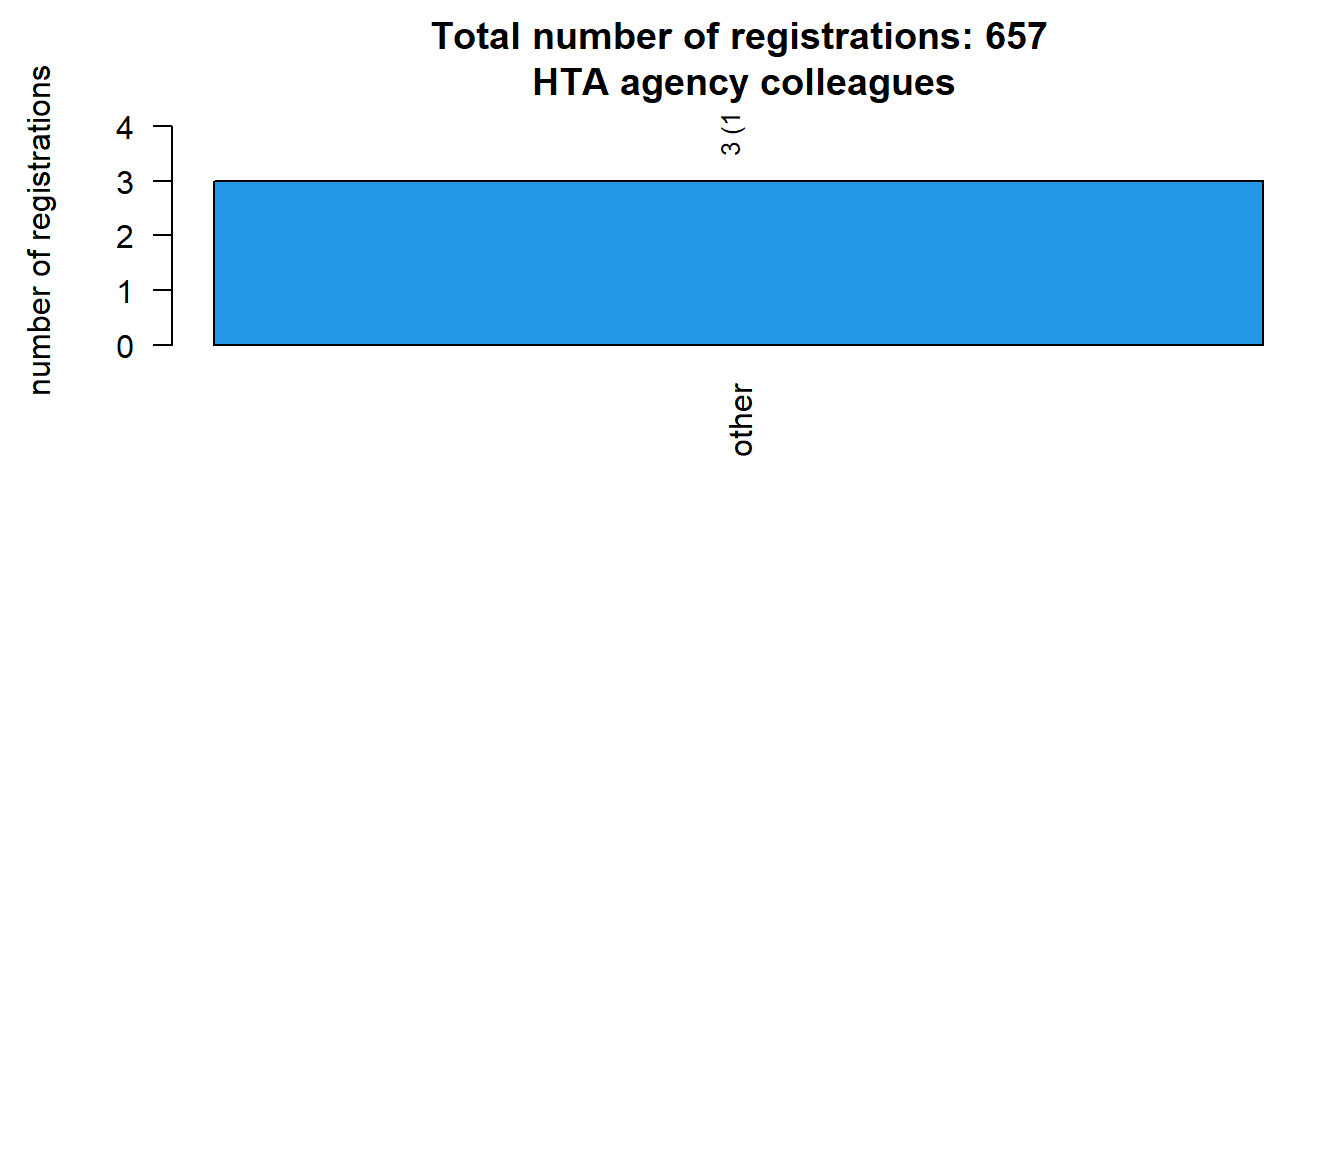 Total number of registrations: 657
HTA agency colleagues
number of registrations
4
3
2
1
0
3 (1
other